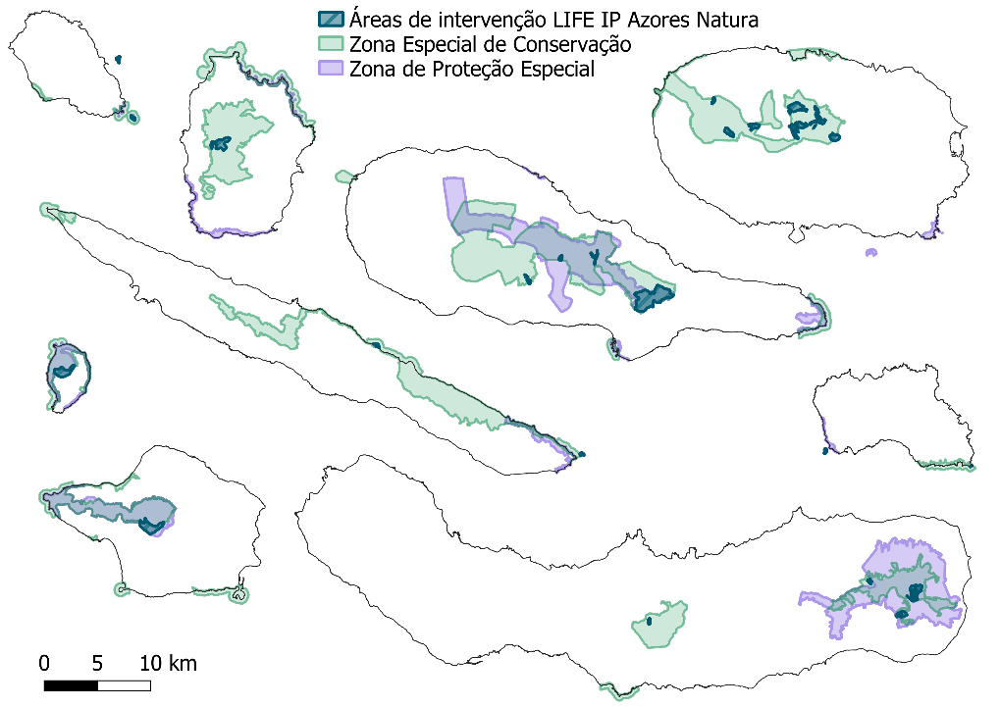 Áreas de intervenção LIFE IP Azores Natura
Zona Especial de Conservação
Zona de Proteção Especial
0 5 10 km